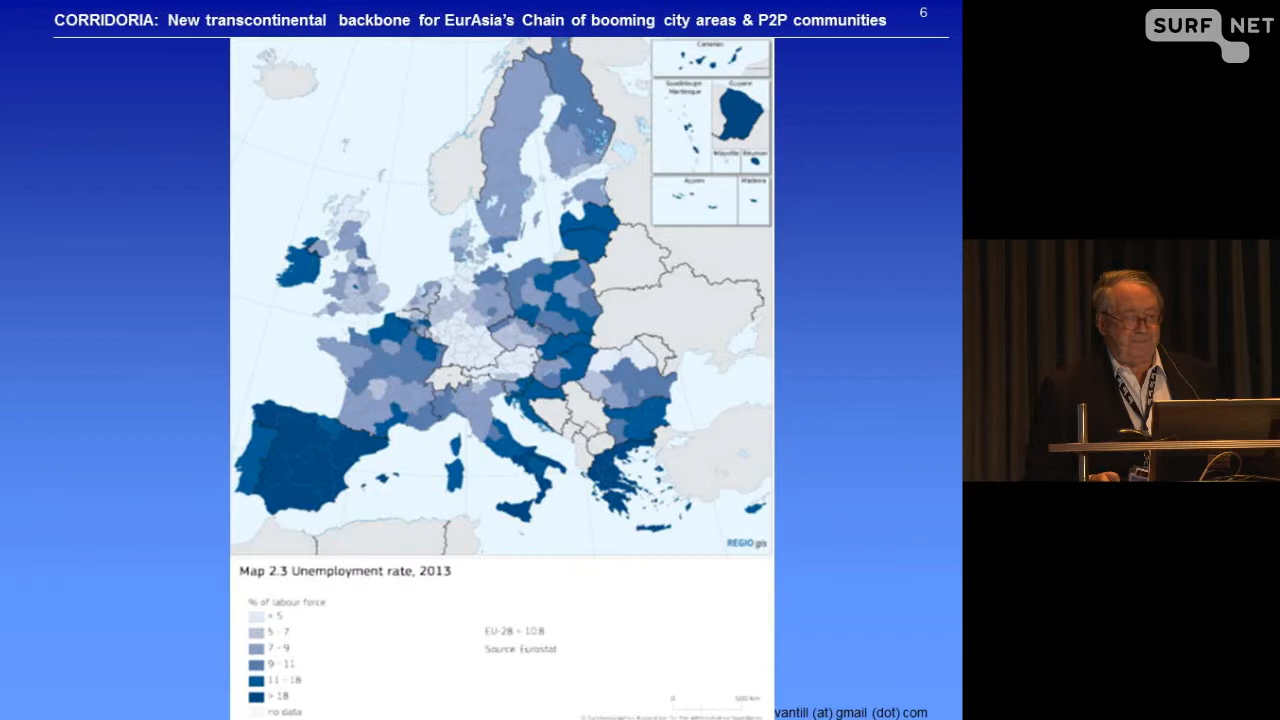 CORRIDORIA: New transcontinental backbone for EurAsia's Chain of booming city areas & P2P communities
6
SURF NET
Canarias
Guadeloupe
Martinique
Guyane
Mayotte
Réunion
Açores
Madeira
REGIO gis
Map 2.3 Unemployment rate, 2013
% of labour force
< 5
5 - 7
7 - 9
9 - 11
11 - 18
> 18
no data
EU-28 = 10.8
Source: Eurostat
0 500 Km
vantill (at) gmail (dot) com